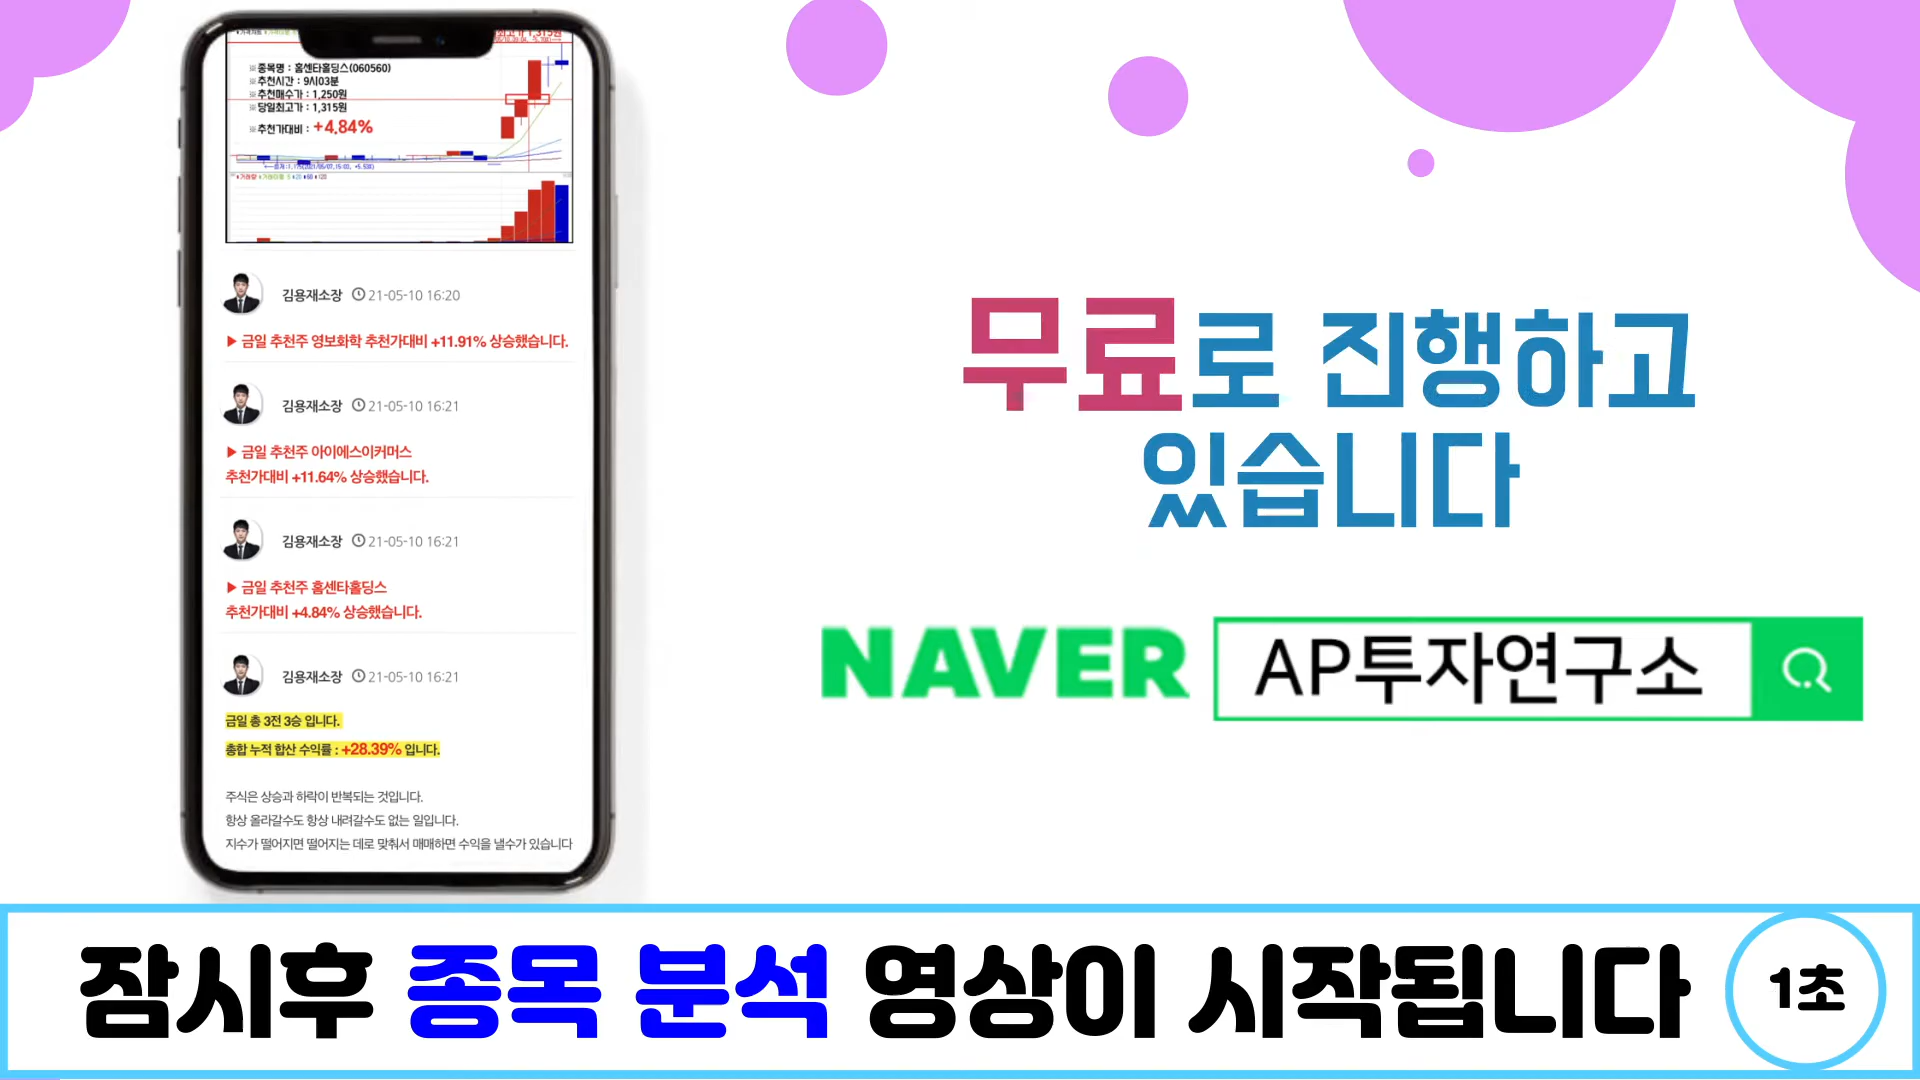 ※종목명 : 홈센타홀딩스(060560)
※추천시간 : 9시03분
※추천매수가 : 1,250원
※당일최고가 : 1,315원
※추천가대비 : +4.84%
김용재소장 21-05-10 16:20
▶ 금일 추천주 영보화학 추천가대비 +11.91% 상승했습니다.
김용재소장 21-05-10 16:21
▶ 금일 추천주 아이에스이커머스
추천가대비 +11.64% 상승했습니다.
김용재소장 21-05-10 16:21
▶ 금일 추천주 홈센타홀딩스
추천가대비 +4.84% 상승했습니다.
김용재소장 21-05-10 16:21
금일 총 3전 3승 입니다.
총합 누적 합산 수익률 : +28.39% 입니다.
주식은 상승과 하락이 반복되는 것입니다.
항상 올라갈수도 항상 내려갈수도 없는 일입니다.
지수가 떨어지면 떨어지는 데로 맞춰서 매매하면 수익을 낼수가 있습니다
무료로 진행하고
있습니다
NAVER AP투자연구소
잠시후 종목 분석 영상이 시작됩니다 1초